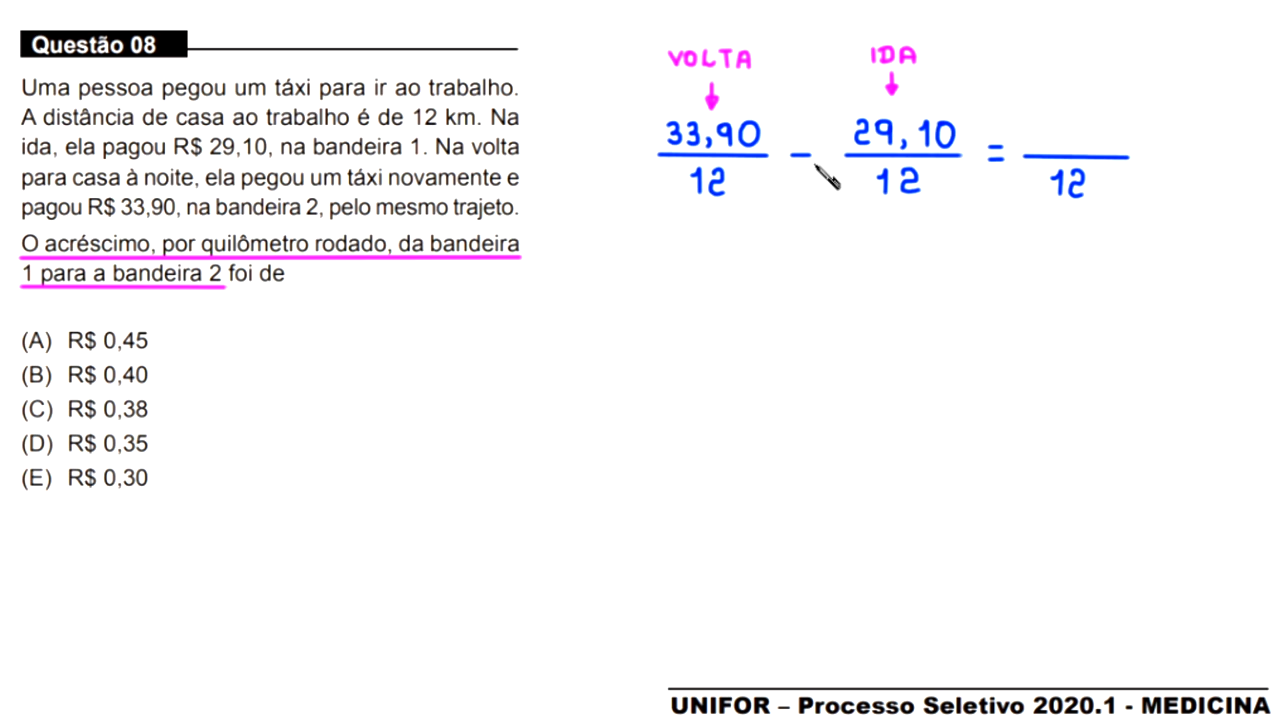 Questão 08
Uma pessoa pegou um táxi para ir ao trabalho.
A distância de casa ao trabalho é de 12 km. Na
ida, ela pagou R$ 29,10, na bandeira 1. Na volta
para casa à noite, ela pegou um táxi novamente e
pagou R$ 33,90, na bandeira 2, pelo mesmo trajeto.
O acréscimo, por quilômetro rodado, da bandeira
1 para a bandeira 2 foi de
(A) R$ 0,45
(B) R$ 0,40
(C) R$ 0,38
(D) R$ 0,35
(E) R$ 0,30
VOLTA IDA
33,90 29,10
− =
12 12 12
UNIFOR – Processo Seletivo 2020.1 - MEDICINA